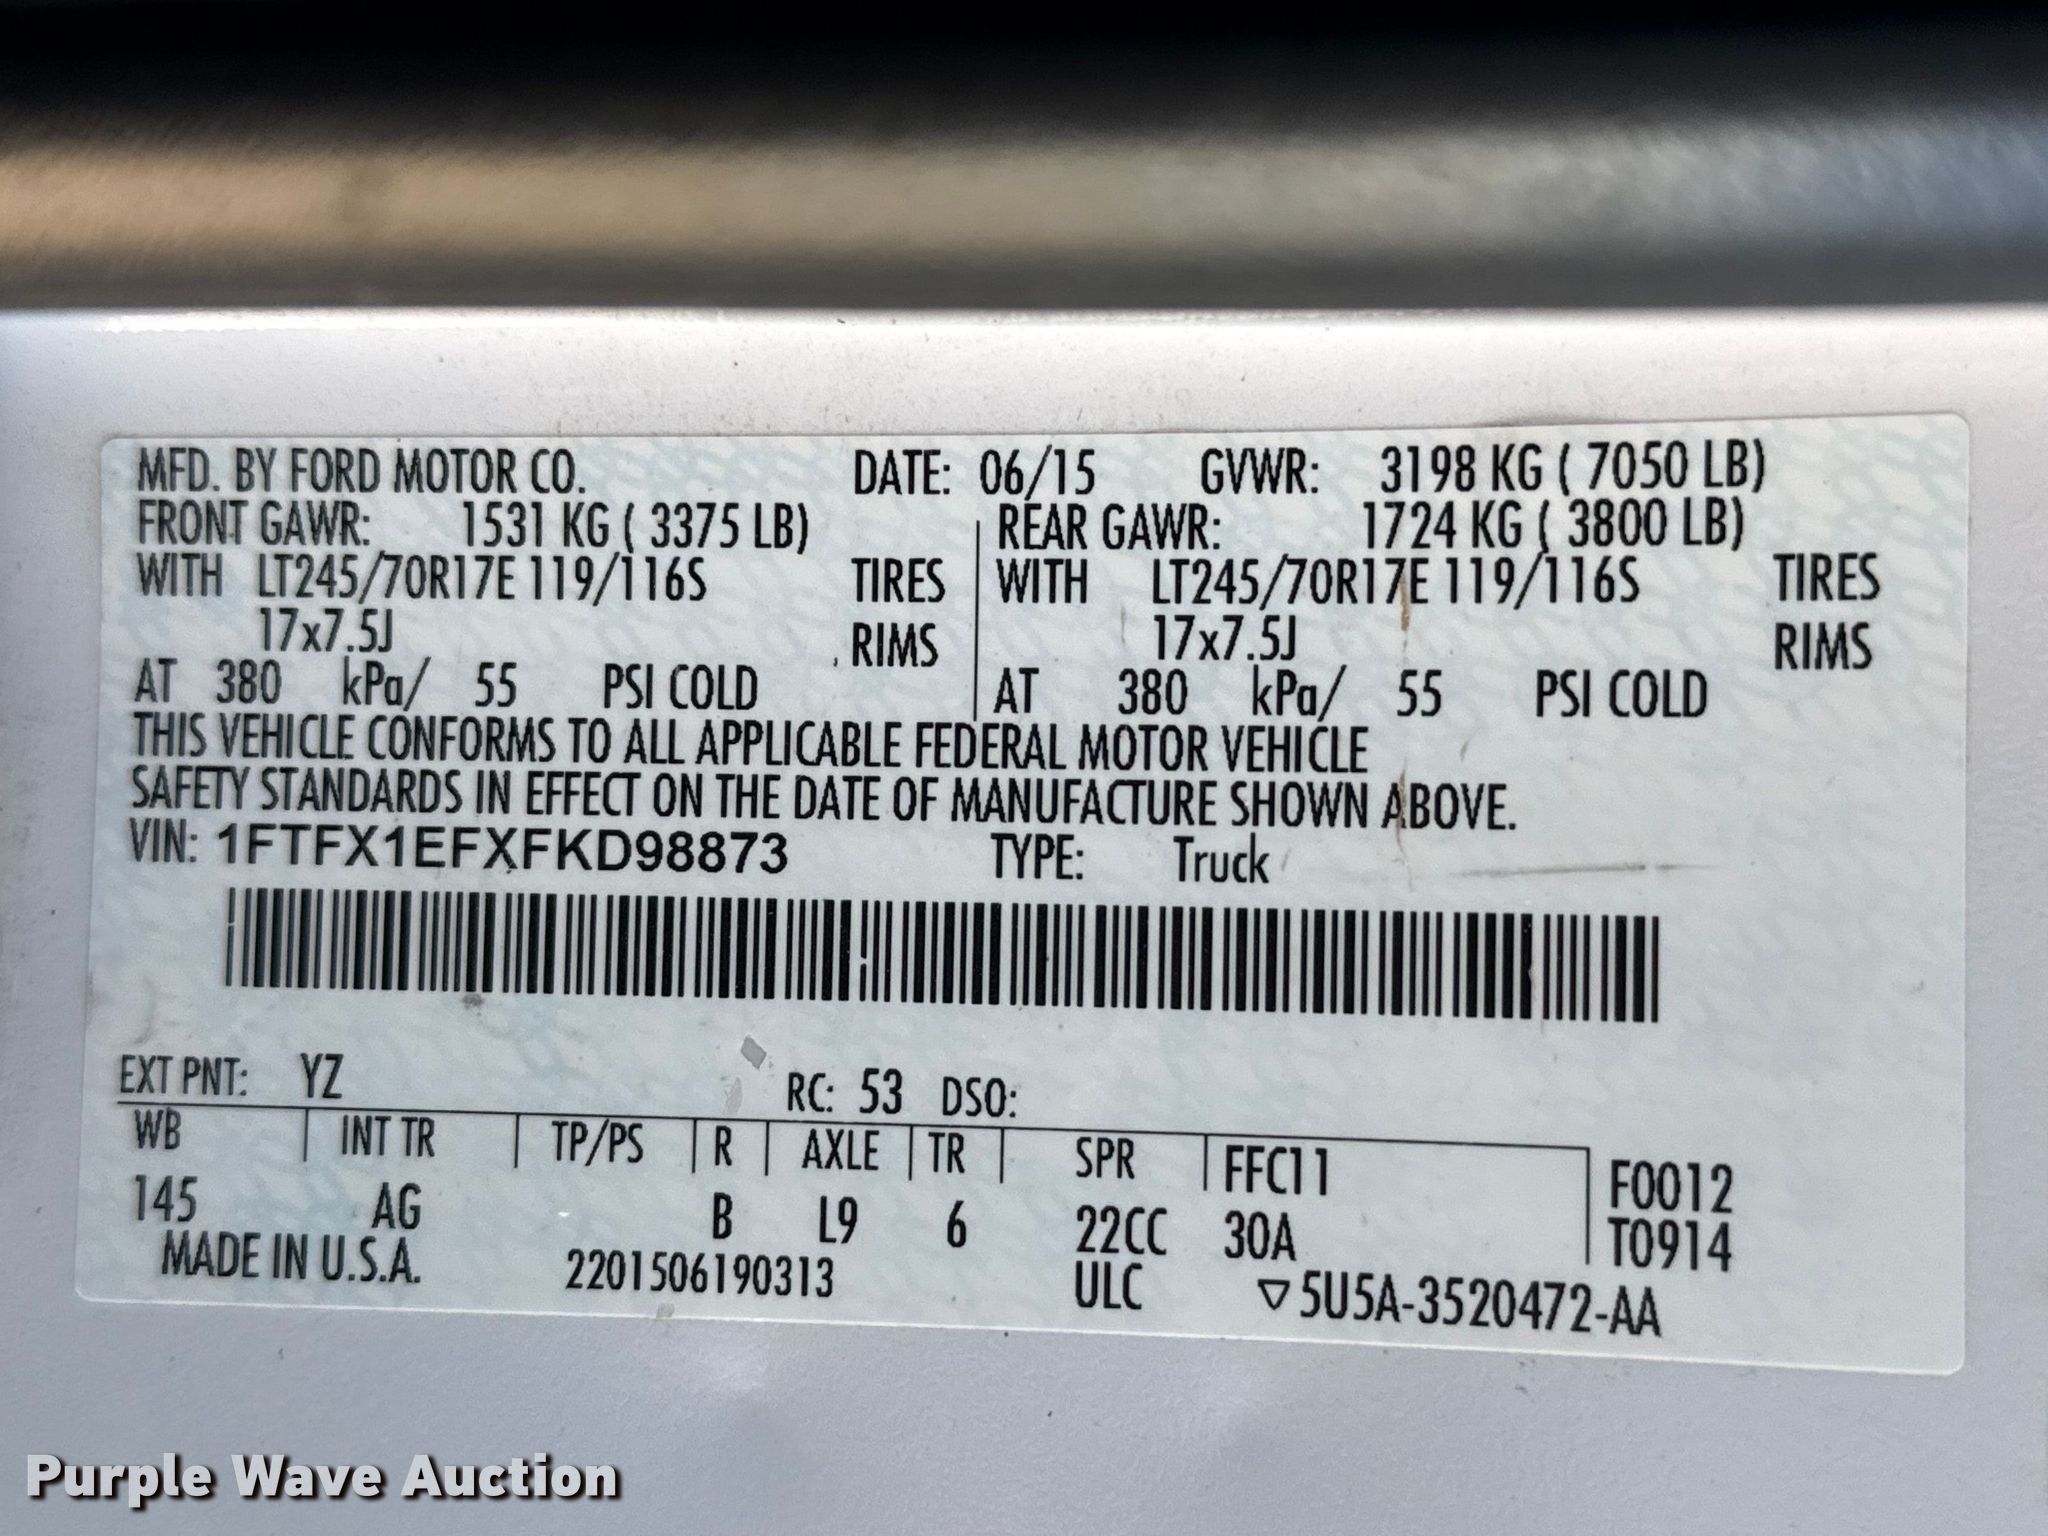 MFD. BY FORD MOTOR CO. DATE: 06/15 GVWR: 3198 KG ( 7050 LB)
FRONT GAWR: 1531 KG ( 3375 LB) REAR GAWR: 1724 KG ( 3800 LB)
WITH LT245/70R17E 119/116S TIRES WITH LT245/70R17E 119/116S TIRES
17x7.5J RIMS 17x7.5J RIMS
AT 380 kPa/ 55 PSI COLD AT 380 kPa/ 55 PSI COLD
THIS VEHICLE CONFORMS TO ALL APPLICABLE FEDERAL MOTOR VEHICLE
SAFETY STANDARDS IN EFFECT ON THE DATE OF MANUFACTURE SHOWN ABOVE.
VIN: 1FTFX1EFXFKD98873 TYPE: Truck
EXT PNT: YZ RC: 53 DSO:
WB INT TR TP/PS R AXLE TR SPR FFC11 F0012
145 AG B L9 6 22CC 30A T0914
MADE IN U.S.A. 2201506190313 ULC ▽5U5A-3520472-AA
Purple Wave Auction